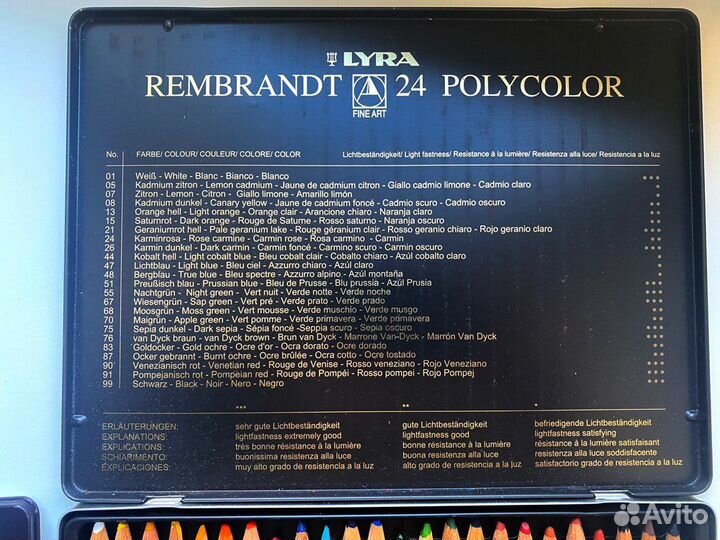 LYRA
REMBRANDT 24 POLYCOLOR
FINE ART
No. FARBE/ COLOUR/ COULEUR/ COLORE/ COLOR Lichtbeständigkeit/ Light fastness/ Resistance à la lumière/ Resistenza alla luce/ Resistencia a la luz
01 Weiß - White - Blanc - Bianco - Blanco
05 Kadmium zitron - Lemon cadmium - Jaune de cadmium citron - Giallo cadmio limone - Cadmio claro
07 Zitron - Lemon - Citron - Giallo limone - Amarillo limón
08 Kadmium dunkel - Canary yellow - Jaune de cadmium foncé - Cadmio scuro - Cadmio oscuro
13 Orange hell - Light orange - Orange clair - Arancione chiaro - Naranja claro
15 Saturnrot - Dark orange - Rouge de Saturne - Rosso saturno - Naranja oscuro
21 Geraniumrot hell - Pale geranium lake - Rouge géranium clair - Rosso geranio chiaro - Rojo geranio claro
24 Karminrosa - Rose carmine - Carmin rose - Rosa carmino - Carmin
26 Karmin dunkel - Dark carmin - Carmin foncé - Carmino scuro - Carmin oscuro
44 Kobalt hell - Light cobalt blue - Bleu cobalt clair - Cobalto chiaro - Azúl cobalto claro
47 Lichtblau - Light blue - Bleu ciel - Azzurro chiaro - Azúl claro
48 Bergblau - True blue - Bleu spectre - Azzurro alpino - Azúl montaña
51 Preußisch blau - Prussian blue - Bleu de Prusse - Blu prussia - Azúl Prusia
55 Nachtgrün - Night green - Vert nuit - Verde notte - Verde noche
67 Wiesengrün - Sap green - Vert pré - Verde prato - Verde prado
68 Moosgrün - Moss green - Vert mousse - Verde muschio - Verde musgo
70 Maigrün - Apple green - Vert pomme - Verde primavera - Verde primavera
75 Sepia dunkel - Dark sepia - Sépia foncé -Seppia scuro - Sepia oscuro
76 van Dyck braun - van Dyck brown - Brun van Dyck - Marrone Van-Dyck - Marrón Van Dyck
83 Goldocker - Gold ochre - Ocre d'or - Ocra dorato - Ocre dorado
87 Ocker gebrannt - Burnt ochre - Ocre brûlée - Ocra cotto - Ocre tostado
90 Venezianisch rot - Venetian red - Rouge de Venise - Rosso veneziano - Rojo Veneziano
91 Pompejanisch rot - Pompeian red - Rouge de Pompéi - Rosso pompei - Rojo Pompej
99 Schwarz - Black - Noir - Nero - Negro
*** ** *
ERLÄUTERUNGEN: sehr gute Lichtbeständigkeit gute Lichtbeständigkeit befriedigende Lichtbeständigkeit
EXPLANATIONS: lightfastness extremely good lightfastness good lightfastness satisfying
EXPLICATIONS: très bonne résistance à la lumière bonne résistance à la lumière résistance à la lumière satisfaisant
SCHIARIMENTO: buonissima resistenza alla luce buona resistenza alla luce resistenza alla luce soddisfacente
EXPLICACIONES: muy alto grado de resistencia a la luz alto grado de resistencia a la luz satisfactorio grado de resistencia a la luz
Avito